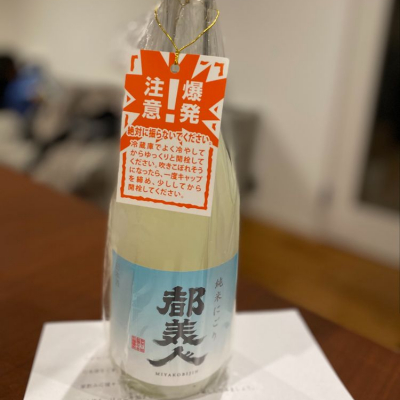 爆発
注意
!
絶対に振らないでください
冷蔵庫でよく冷やして
からゆっくりと開栓して
ください。吹きこぼれそう
になったら、一度キャップ
を締め、少ししてから
開栓してください。
純米にごり
都美人
MIYAKOBIJIN